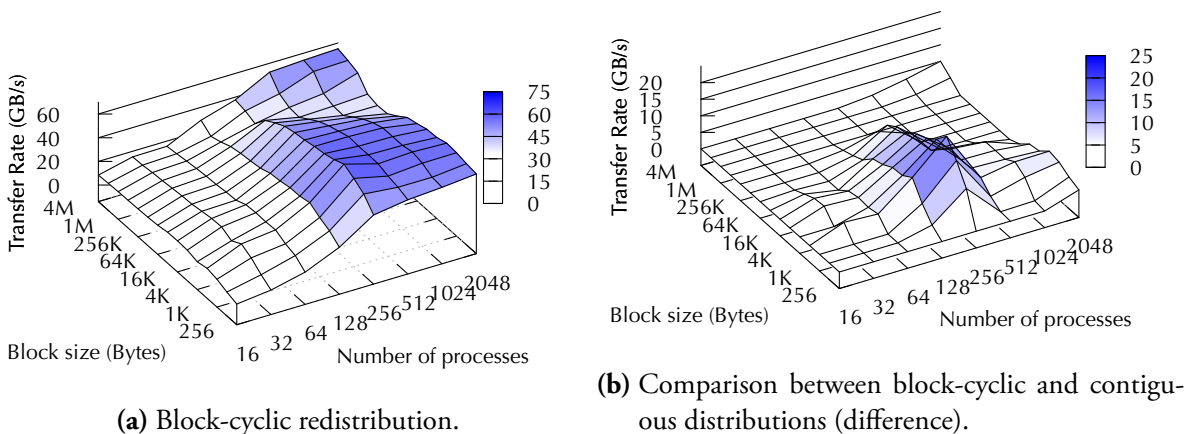 Transfer Rate (GB/s)
60
40
20
0
4M
1M
256K
64K
16K
4K
1K
256
Block size (Bytes)
16
32
64
128
256
512
1024
2048
Number of processes
75
60
45
30
15
0
(a) Block-cyclic redistribution.
Transfer Rate (GB/s)
20
15
10
5
0
4M
1M
256K
64K
16K
4K
1K
256
Block size (Bytes)
16
32
64
128
256
512
1024
2048
Number of processes
25
20
15
10
5
0
(b) Comparison between block-cyclic and contigu-
ous distributions (difference).